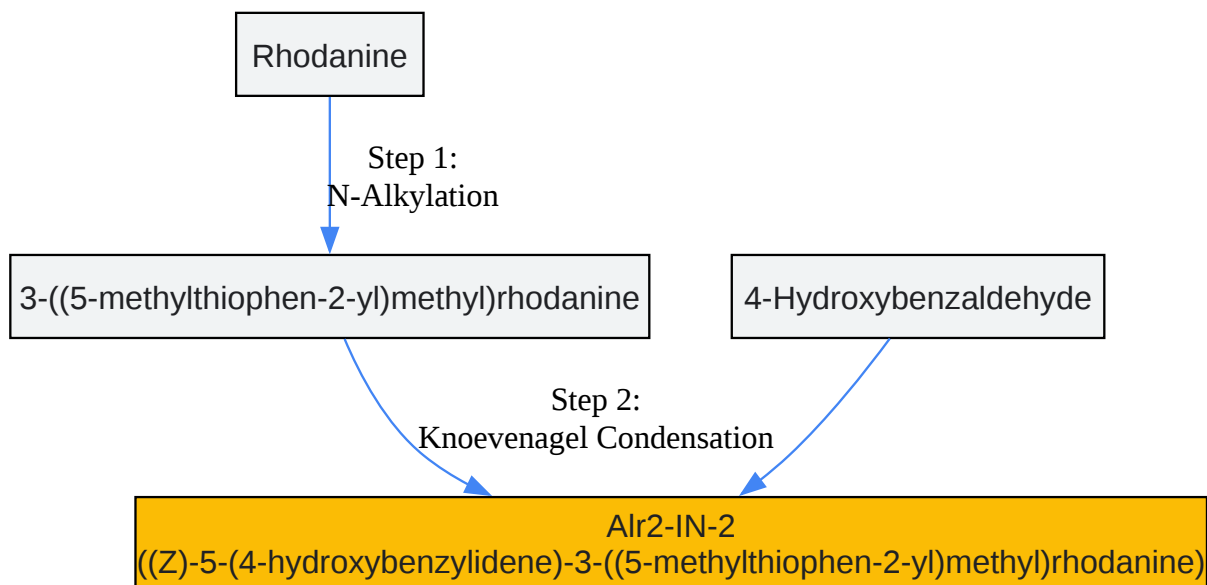 Rhodanine
Step 1:
N-Alkylation
3-((5-methylthiophen-2-yl)methyl)rhodanine
4-Hydroxybenzaldehyde
Step 2:
Knoevenagel Condensation
Alr2-IN-2
((Z)-5-(4-hydroxybenzylidene)-3-((5-methylthiophen-2-yl)methyl)rhodanine)